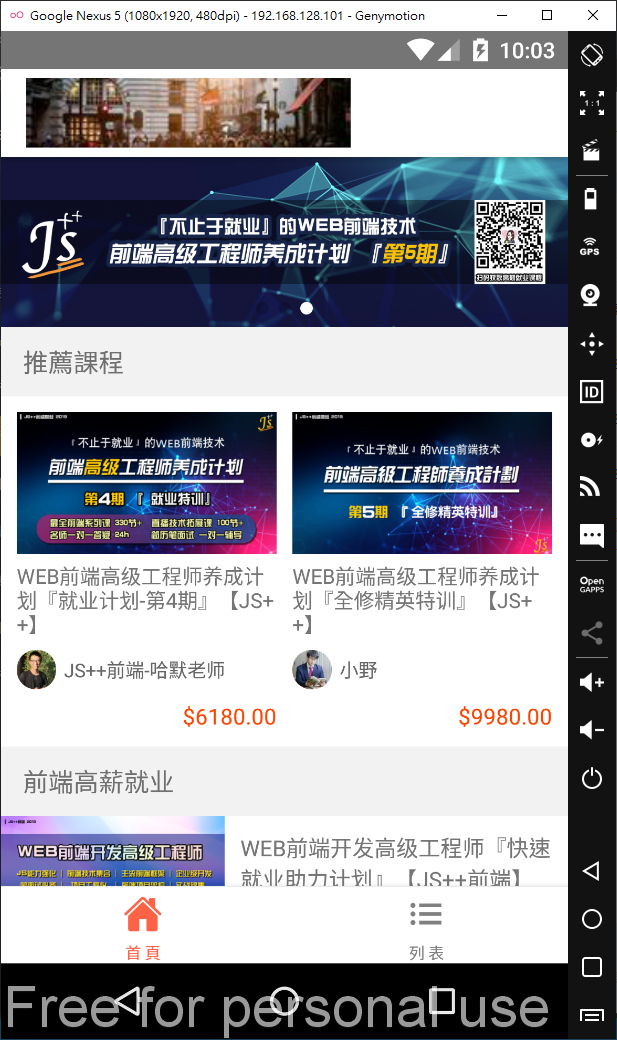 Google Nexus 5 (1080x1920, 480dpi) - 192.168.128.101 - Genymotion
10:03
JS++
『不止于就业』的WEB前端技术
前端高级工程师养成计划 『第5期』
推薦課程
JS++前端教育 2019
JS++
『不止于就业』的WEB前端技术
前端高级工程师养成计划
第4期 『 就业特训』
最全前端系列课 330节+ 直播技术拓展课 100节+
名师一对一答疑 24h 简历笔面试 一对一辅导
『不止于就业』的WEB前端技术
前端高級工程師養成計劃
第5期 『 全修精英特训』
Js
WEB前端高级工程师养成计
划『就业计划-第4期』【JS+
+】
WEB前端高级工程师养成计
划『全修精英特训』【JS+
+】
JS++前端-哈默老师
小野
$6180.00
$9980.00
前端高薪就业
WEB前端开发高级工程师
WEB前端开发高级工程师『快速
就业助力计划』【JS++前端】
首頁
列表
Free for personal use
1:1
GPS
ID
Open
GAPPS